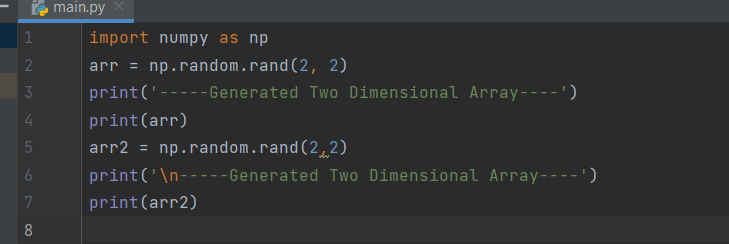 main.py
1 import numpy as np
2 arr = np.random.rand(2, 2)
3 print('-----Generated Two Dimensional Array----')
4 print(arr)
5 arr2 = np.random.rand(2,2)
6 print('\n-----Generated Two Dimensional Array----')
7 print(arr2)
8